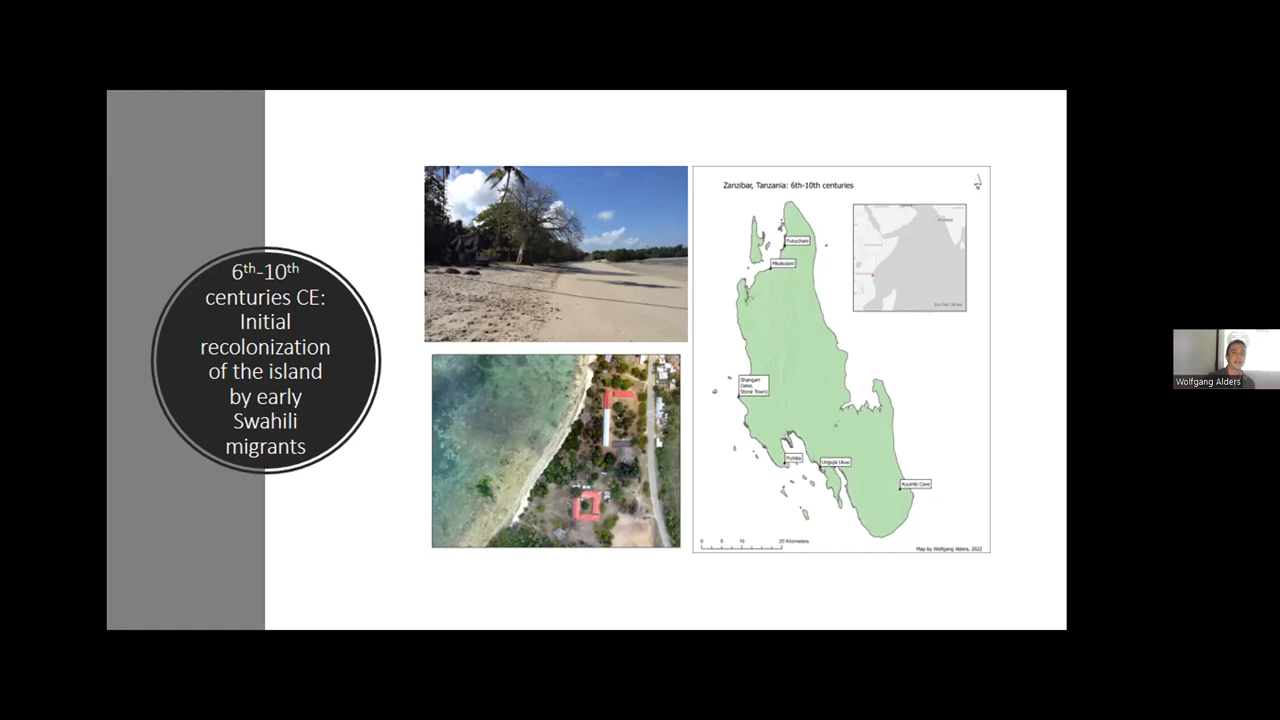 6th-10th
centuries CE:
Initial
recolonization
of the island
by early
Swahili
migrants
Zanzibar, Tanzania: 6th-10th centuries
N
Fukuchani
Mkokotoni
Shangani
(later,
Stone Town)
Fumba
Unguja Ukuu
Kuumbi Cave
0 5 10 20 Kilometers
Map by Wolfgang Alders, 2022
Wolfgang Alders